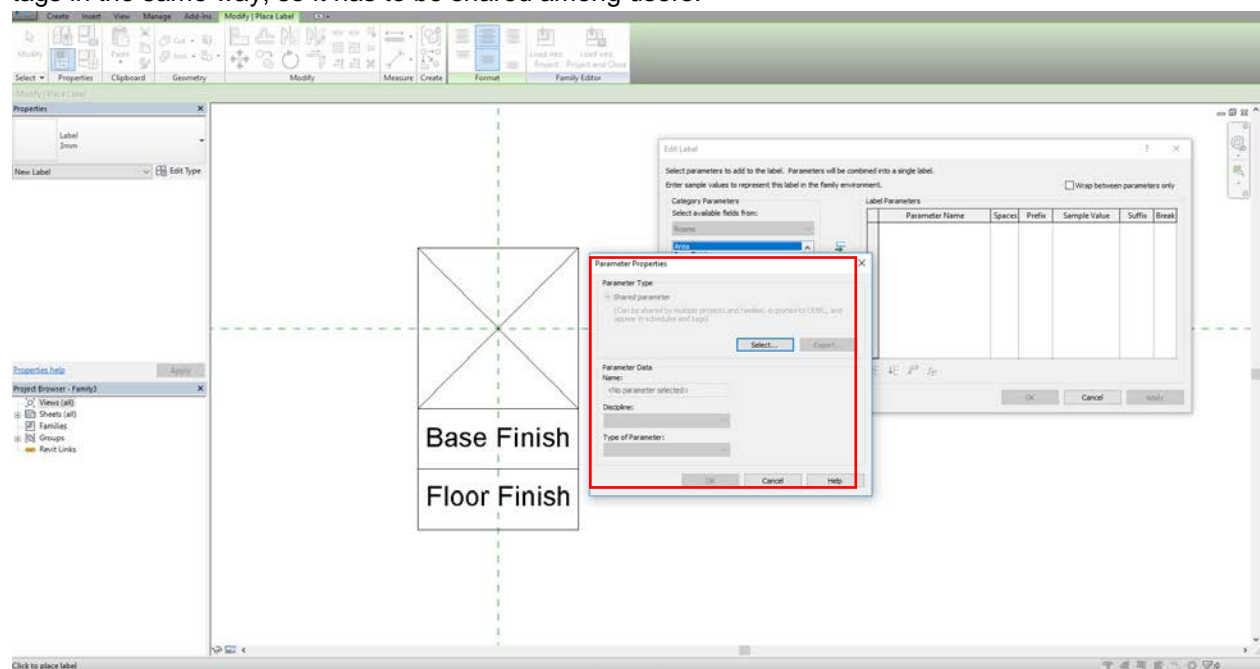 tags in the same way, so it has to be shared among users.
Create Insert View Manage Add-Ins Modify | Place Label
Modify
Paste
Cut
Join
Load into Project
Load into Project and Close
Select Properties Clipboard Geometry Modify Measure Create Format Family Editor
Modify | Place Label
Properties
Label
3mm
New Label
Edit Type
Properties help
Apply
Project Browser - Family3
Views (all)
Sheets (all)
Families
Groups
Revit Links
Base Finish
Floor Finish
Edit Label
Select parameters to add to the label. Parameters will be combined into a single label.
Enter sample values to represent this label in the family environment.
Wrap between parameters only
Category Parameters
Select available fields from:
Rooms
Area
Label Parameters
Parameter Name Spaces Prefix Sample Value Suffix Break
OK Cancel Apply
Parameter Properties
Parameter Type
Shared parameter
(Can be shared by multiple projects and families, exported to ODBC, and
appear in schedules and tags)
Select... Export...
Parameter Data
Name:
<No parameter selected>
Discipline:
Type of Parameter:
OK Cancel Help
Click to place label